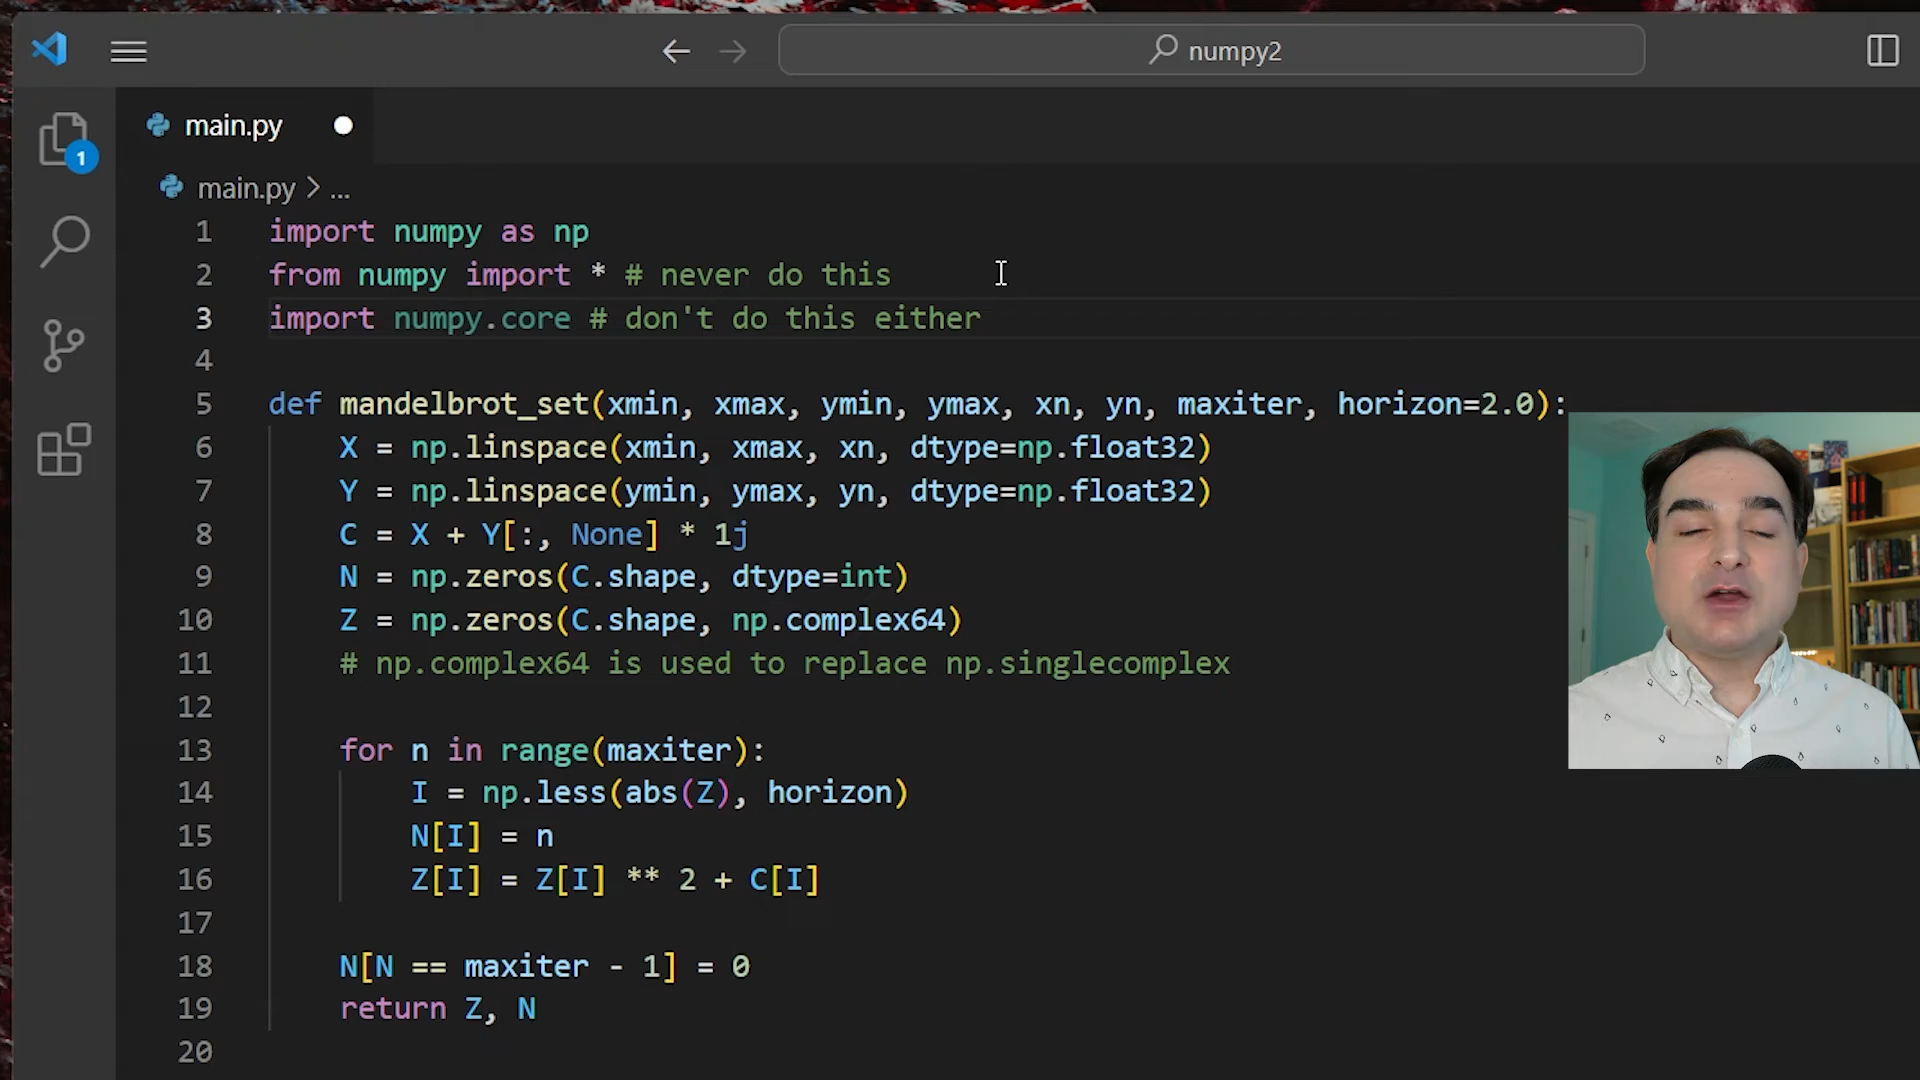 numpy2
main.py
1
main.py > ...
1 import numpy as np
2 from numpy import * # never do this
3 import numpy.core # don't do this either
4
5 def mandelbrot_set(xmin, xmax, ymin, ymax, xn, yn, maxiter, horizon=2.0):
6 X = np.linspace(xmin, xmax, xn, dtype=np.float32)
7 Y = np.linspace(ymin, ymax, yn, dtype=np.float32)
8 C = X + Y[:, None] * 1j
9 N = np.zeros(C.shape, dtype=int)
10 Z = np.zeros(C.shape, np.complex64)
11 # np.complex64 is used to replace np.singlecomplex
12
13 for n in range(maxiter):
14 I = np.less(abs(Z), horizon)
15 N[I] = n
16 Z[I] = Z[I] ** 2 + C[I]
17
18 N[N == maxiter - 1] = 0
19 return Z, N
20